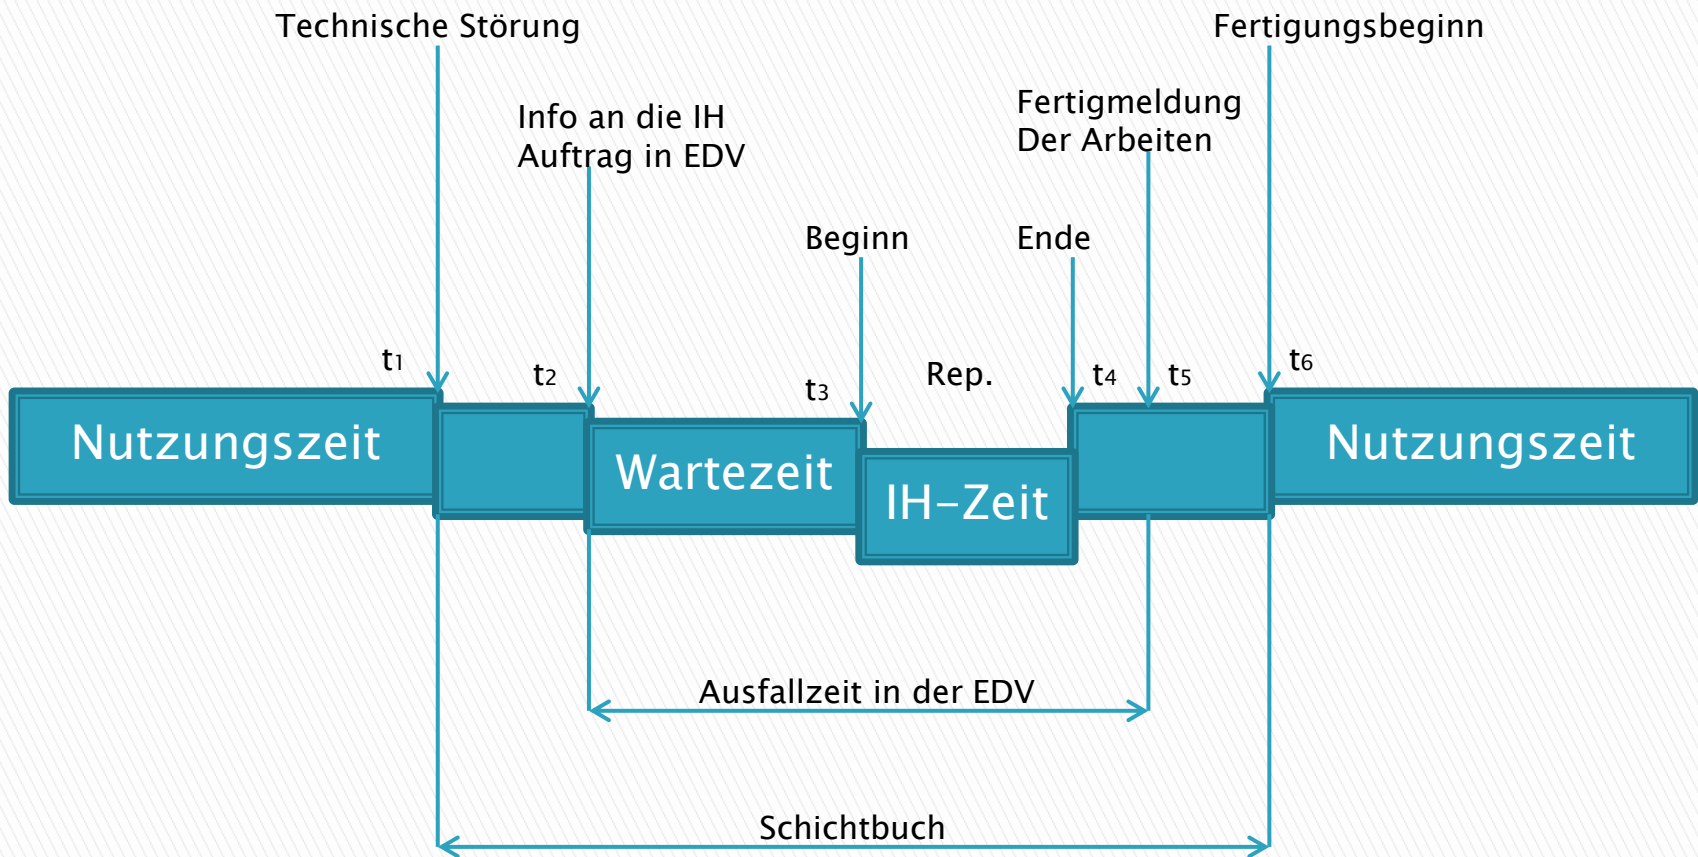 Technische Störung
Fertigungsbeginn
Info an die IH
Auftrag in EDV
Fertigmeldung
Der Arbeiten
Beginn
Ende
t1
t2
t3
Rep.
t4
t5
t6
Nutzungszeit
Wartezeit
IH-Zeit
Nutzungszeit
Ausfallzeit in der EDV
Schichtbuch